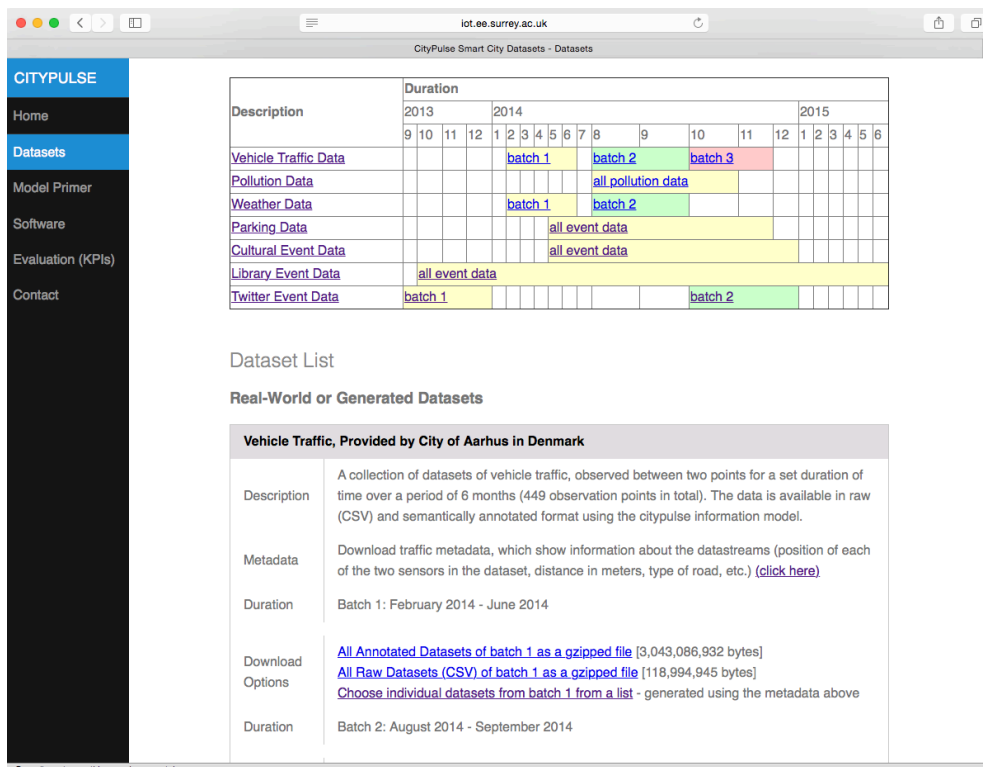 iot.ee.surrey.ac.uk
CityPulse Smart City Datasets - Datasets
CITYPULSE
Home
Datasets
Model Primer
Software
Evaluation (KPIs)
Contact
Description Duration
2013 2014 2015
9 10 11 12 1 2 3 4 5 6 7 8 9 10 11 12 1 2 3 4 5 6
Vehicle Traffic Data batch 1 batch 2 batch 3
Pollution Data all pollution data
Weather Data batch 1 batch 2
Parking Data all event data
Cultural Event Data all event data
Library Event Data all event data
Twitter Event Data batch 1 batch 2
Dataset List
Real-World or Generated Datasets
Vehicle Traffic, Provided by City of Aarhus in Denmark
Description A collection of datasets of vehicle traffic, observed between two points for a set duration of
time over a period of 6 months (449 observation points in total). The data is available in raw
(CSV) and semantically annotated format using the citypulse information model.
Metadata Download traffic metadata, which show information about the datastreams (position of each
of the two sensors in the dataset, distance in meters, type of road, etc.) (click here)
Duration Batch 1: February 2014 - June 2014
Download Options All Annotated Datasets of batch 1 as a gzipped file [3,043,086,932 bytes]
All Raw Datasets (CSV) of batch 1 as a gzipped file [118,994,945 bytes]
Choose individual datasets from batch 1 from a list - generated using the metadata above
Duration Batch 2: August 2014 - September 2014